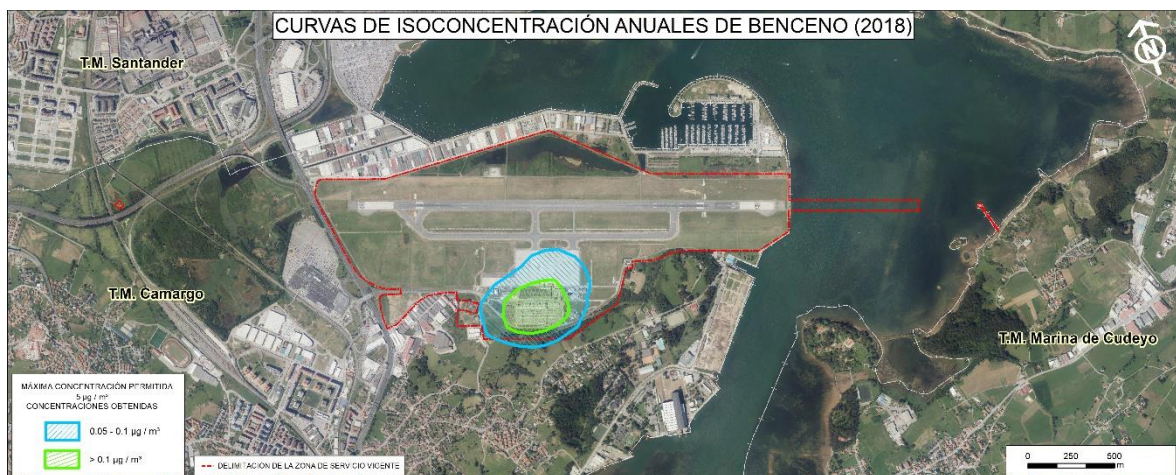 CURVAS DE ISOCONCENTRACIÓN ANUALES DE BENCENO (2018)
N
T.M. Santander
T.M. Camargo
T.M. Marina de Cudeyo
MÁXIMA CONCENTRACIÓN PERMITIDA
5 µg / m³
CONCENTRACIONES OBTENIDAS
0.05 - 0.1 µg / m³
> 0.1 µg / m³
DELIMITACIÓN DE LA ZONA DE SERVICIO VIGENTE
0 250 500
m